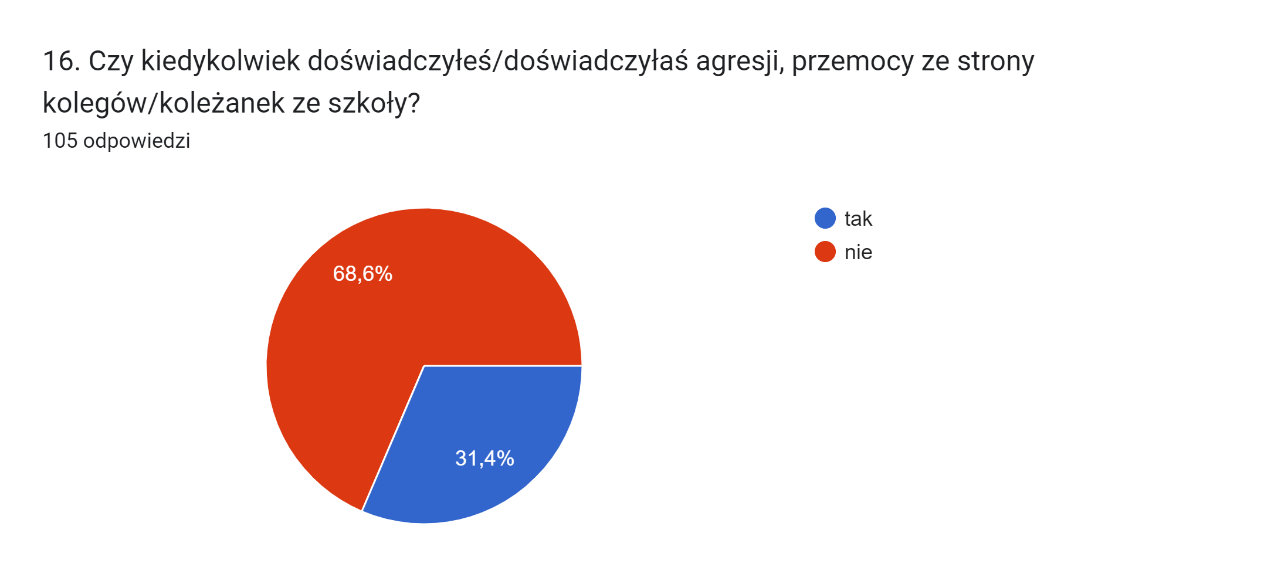 16. Czy kiedykolwiek doświadczyłeś/doświadczyłaś agresji, przemocy ze strony
kolegów/koleżanek ze szkoły?
105 odpowiedzi
tak
nie
68,6%
31,4%